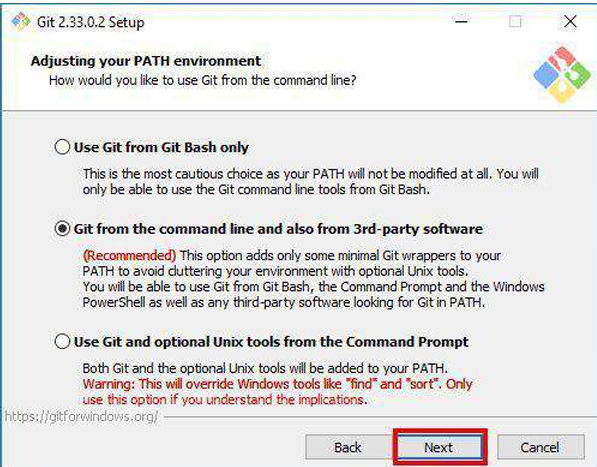 Git 2.33.0.2 Setup
Adjusting your PATH environment
How would you like to use Git from the command line?
Use Git from Git Bash only
This is the most cautious choice as your PATH will not be modified at all. You will
only be able to use the Git command line tools from Git Bash.
Git from the command line and also from 3rd-party software
(Recommended) This option adds only some minimal Git wrappers to your
PATH to avoid cluttering your environment with optional Unix tools.
You will be able to use Git from Git Bash, the Command Prompt and the Windows
PowerShell as well as any third-party software looking for Git in PATH.
Use Git and optional Unix tools from the Command Prompt
Both Git and the optional Unix tools will be added to your PATH.
Warning: This will override Windows tools like "find" and "sort". Only
use this option if you understand the implications.
https://gitforwindows.org/
Back Next Cancel